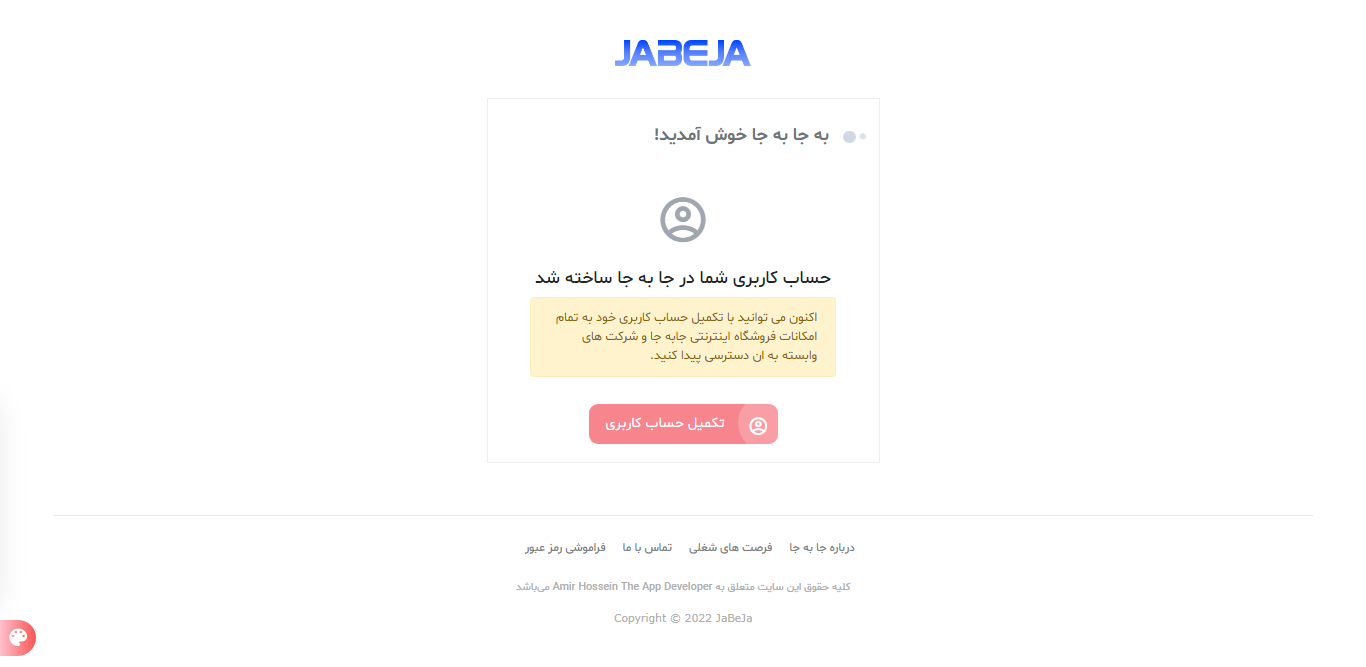 JABEJA
به جا به جا خوش آمدید!
حساب کاربری شما در جا به جا ساخته شد
اکنون می توانید با تکمیل حساب کاربری خود به تمام
امکانات فروشگاه اینترنتی جابه جا و شرکت های
وابسته به ان دسترسی پیدا کنید.
تکمیل حساب کاربری
درباره جا به جا فرصت های شغلی تماس با ما فراموشی رمز عبور
کلیه حقوق این سایت متعلق به Amir Hossein The App Developer می‌باشد
Copyright © 2022 JaBeJa